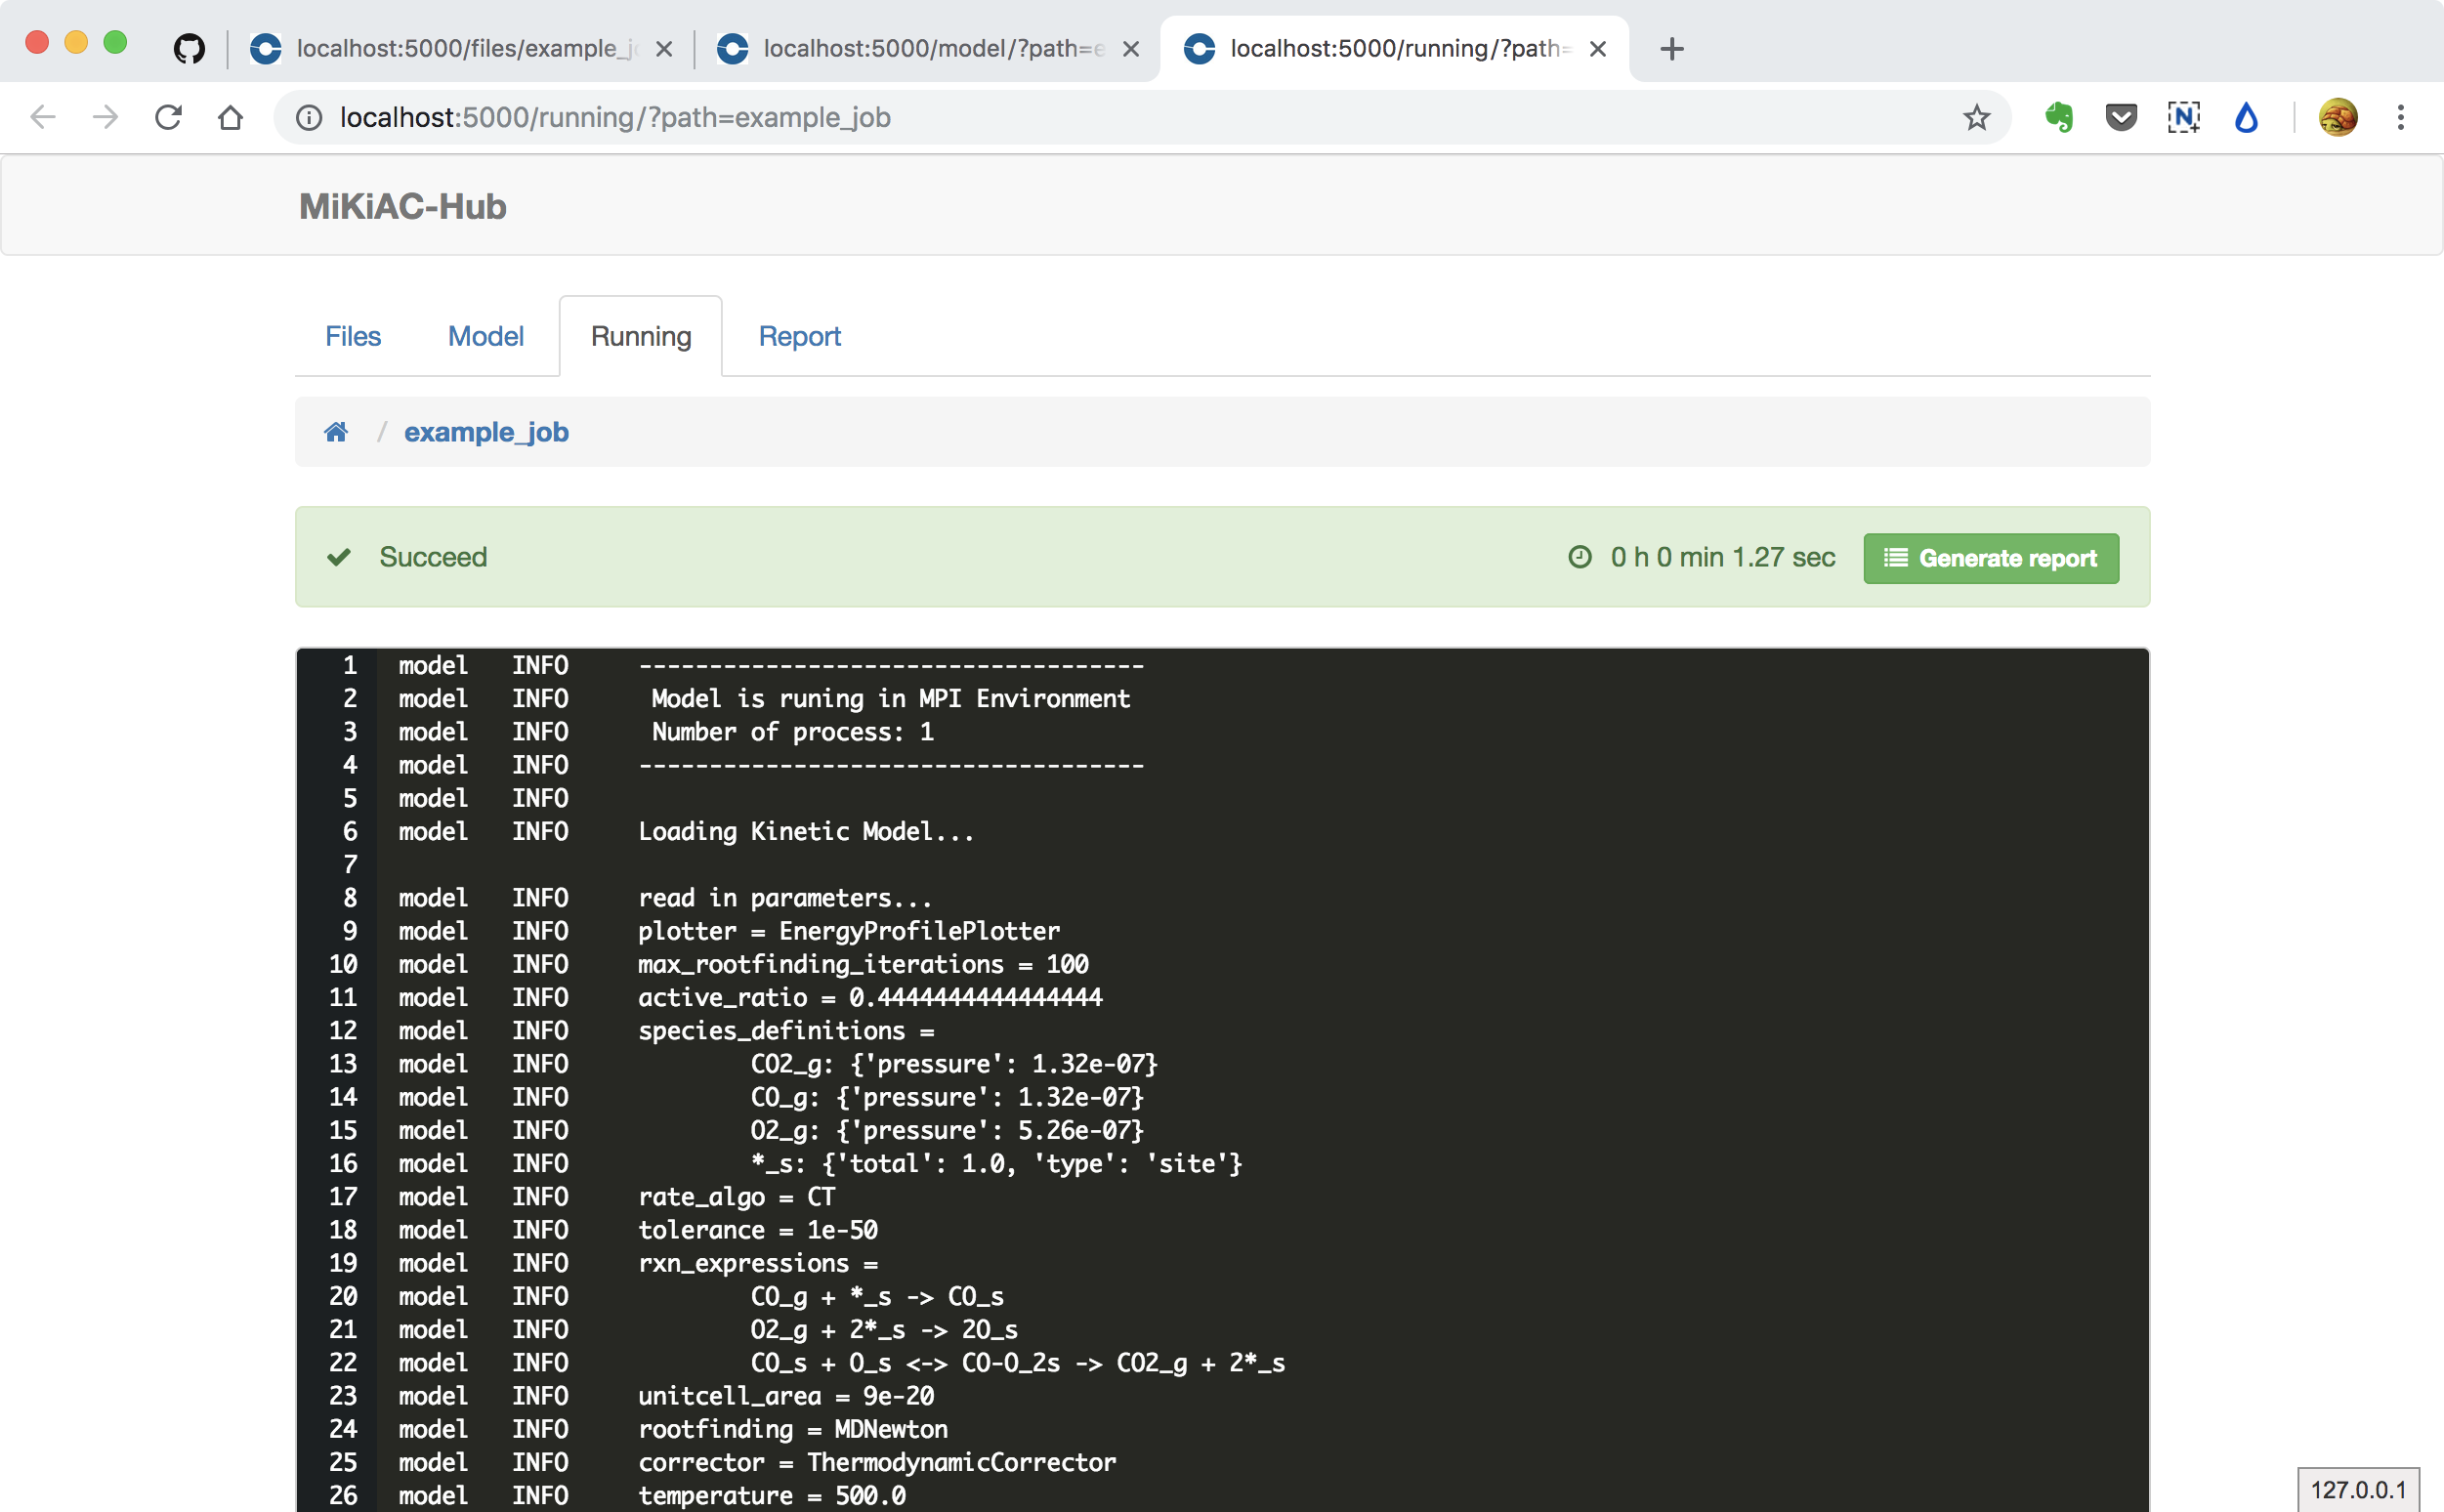 localhost:5000/files/example_j
localhost:5000/model/?path=e
localhost:5000/running/?path=
localhost:5000/running/?path=example_job
N
MiKiAC-Hub
Files Model Running Report
/ example_job
Succeed 0 h 0 min 1.27 sec Generate report
1 model INFO ------------------------------------
2 model INFO Model is runing in MPI Environment
3 model INFO Number of process: 1
4 model INFO ------------------------------------
5 model INFO
6 model INFO Loading Kinetic Model...
7
8 model INFO read in parameters...
9 model INFO plotter = EnergyProfilePlotter
10 model INFO max_rootfinding_iterations = 100
11 model INFO active_ratio = 0.4444444444444444
12 model INFO species_definitions =
13 model INFO CO2_g: {'pressure': 1.32e-07}
14 model INFO CO_g: {'pressure': 1.32e-07}
15 model INFO O2_g: {'pressure': 5.26e-07}
16 model INFO *_s: {'total': 1.0, 'type': 'site'}
17 model INFO rate_algo = CT
18 model INFO tolerance = 1e-50
19 model INFO rxn_expressions =
20 model INFO CO_g + *_s -> CO_s
21 model INFO O2_g + 2*_s -> 2O_s
22 model INFO CO_s + O_s <-> CO-O_2s -> CO2_g + 2*_s
23 model INFO unitcell_area = 9e-20
24 model INFO rootfinding = MDNewton
25 model INFO corrector = ThermodynamicCorrector
26 model INFO temperature = 500.0
127.0.0.1